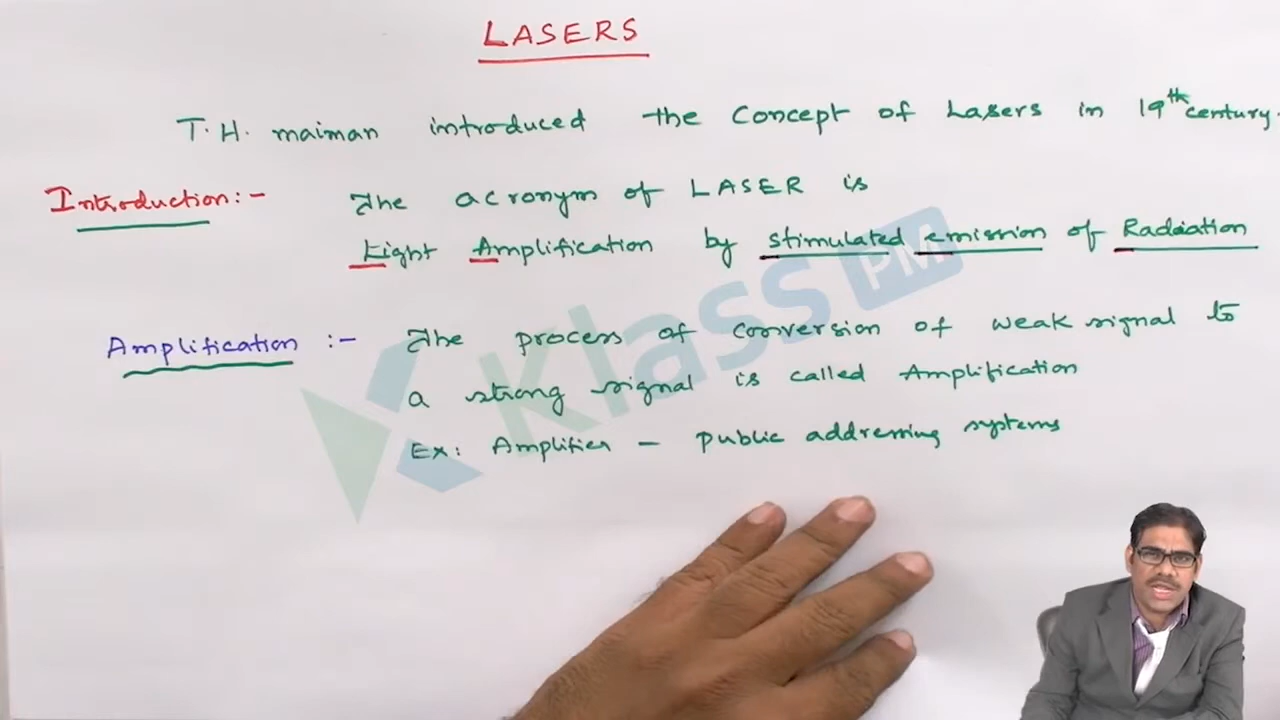 LASERS
T.H. maiman introduced the concept of Lasers in 19th century.
Introduction:- The acronym of LASER is
Light Amplification by stimulated emission of Radiation
Amplification :- The process of conversion of weak signal to
a strong signal is called Amplification
Ex: Amplifier - public addressing systems
Klass PM